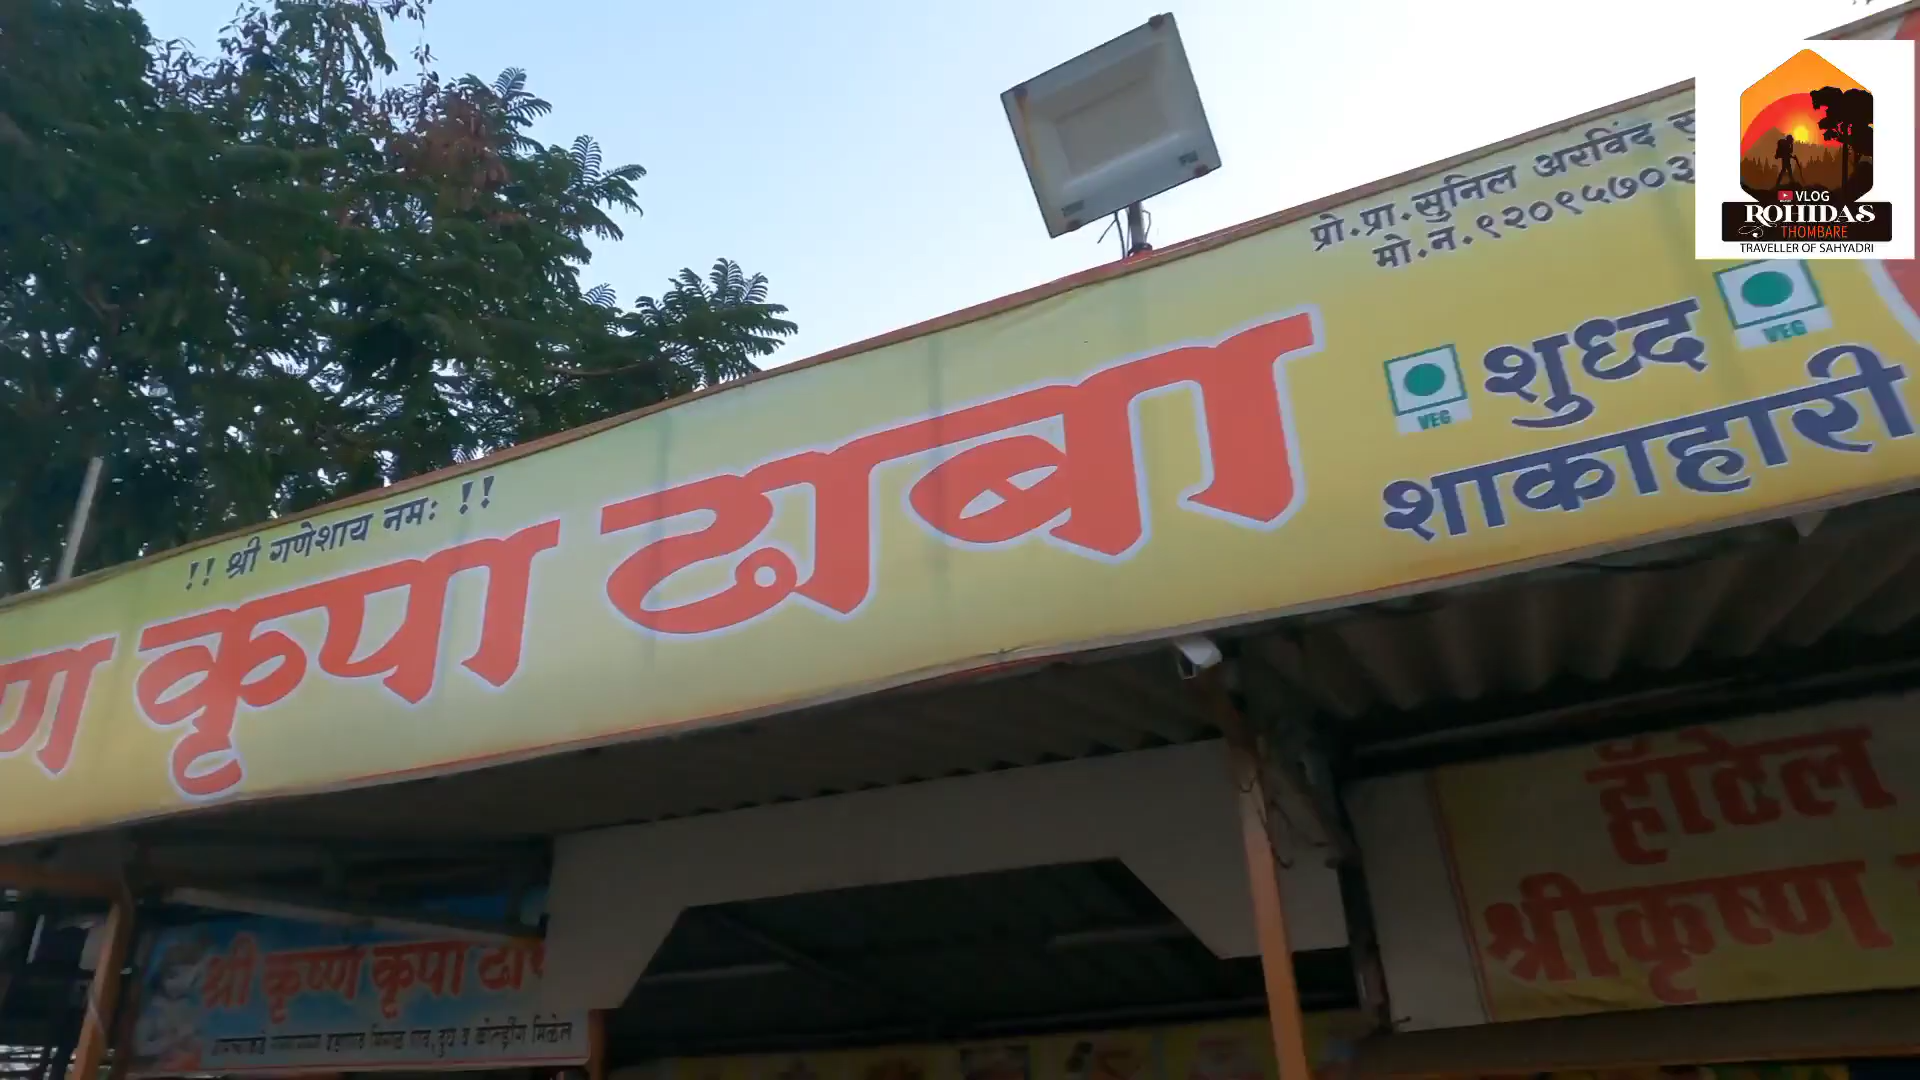 !! श्री गणेशाय नमः !!
कृपा ढाबा
प्रो.प्रा.सुनिल अरविंद
मो.न.९२०९५७०३
VEG
VEG
शुध्द
शाकाहारी
हॉटेल
श्रीकृष्ण
श्री कृष्ण कृपा
दुध व कोल्ड्रींग मिळेल
VLOG
ROHIDAS
THOMBARE
TRAVELLER OF SAHYADRI